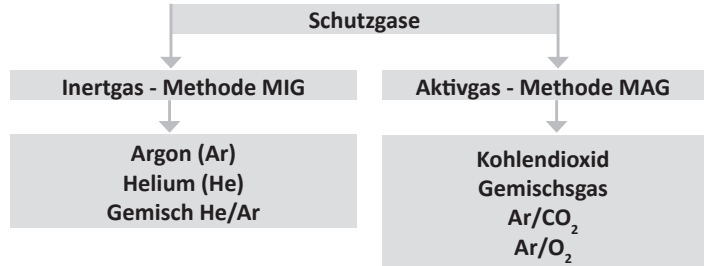 Schutzgase
Inertgas - Methode MIG
Aktivgas - Methode MAG
Argon (Ar)
Helium (He)
Gemisch He/Ar
Kohlendioxid
Gemischsgas
Ar/CO₂
Ar/O₂